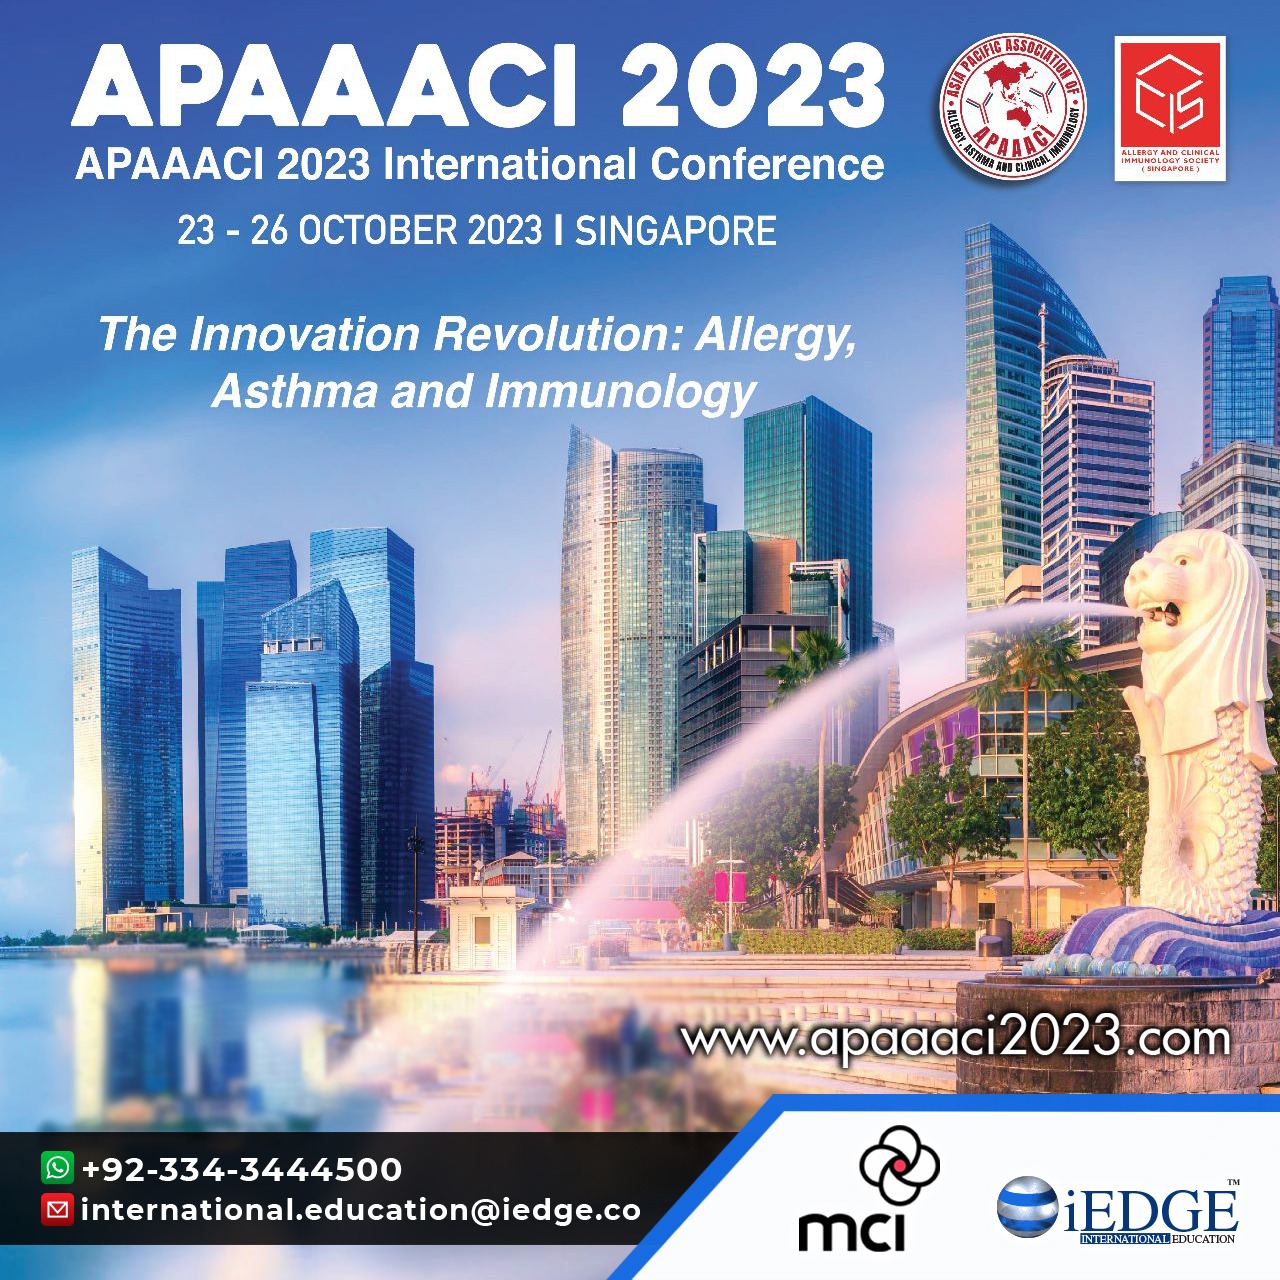 APAAACI 2023
APAAACI 2023 International Conference
23 - 26 OCTOBER 2023 | SINGAPORE
ASIA PACIFIC ASSOCIATION OF
ALLERGY, ASTHMA AND CLINICAL IMMUNOLOGY
APAAACI
ACIS
ALLERGY AND CLINICAL
IMMUNOLOGY SOCIETY
( SINGAPORE )
The Innovation Revolution: Allergy,
Asthma and Immunology
www.apaaaci2023.com
+92-334-3444500
international.education@iedge.co
mci
iEDGE™
INTERNATIONAL EDUCATION